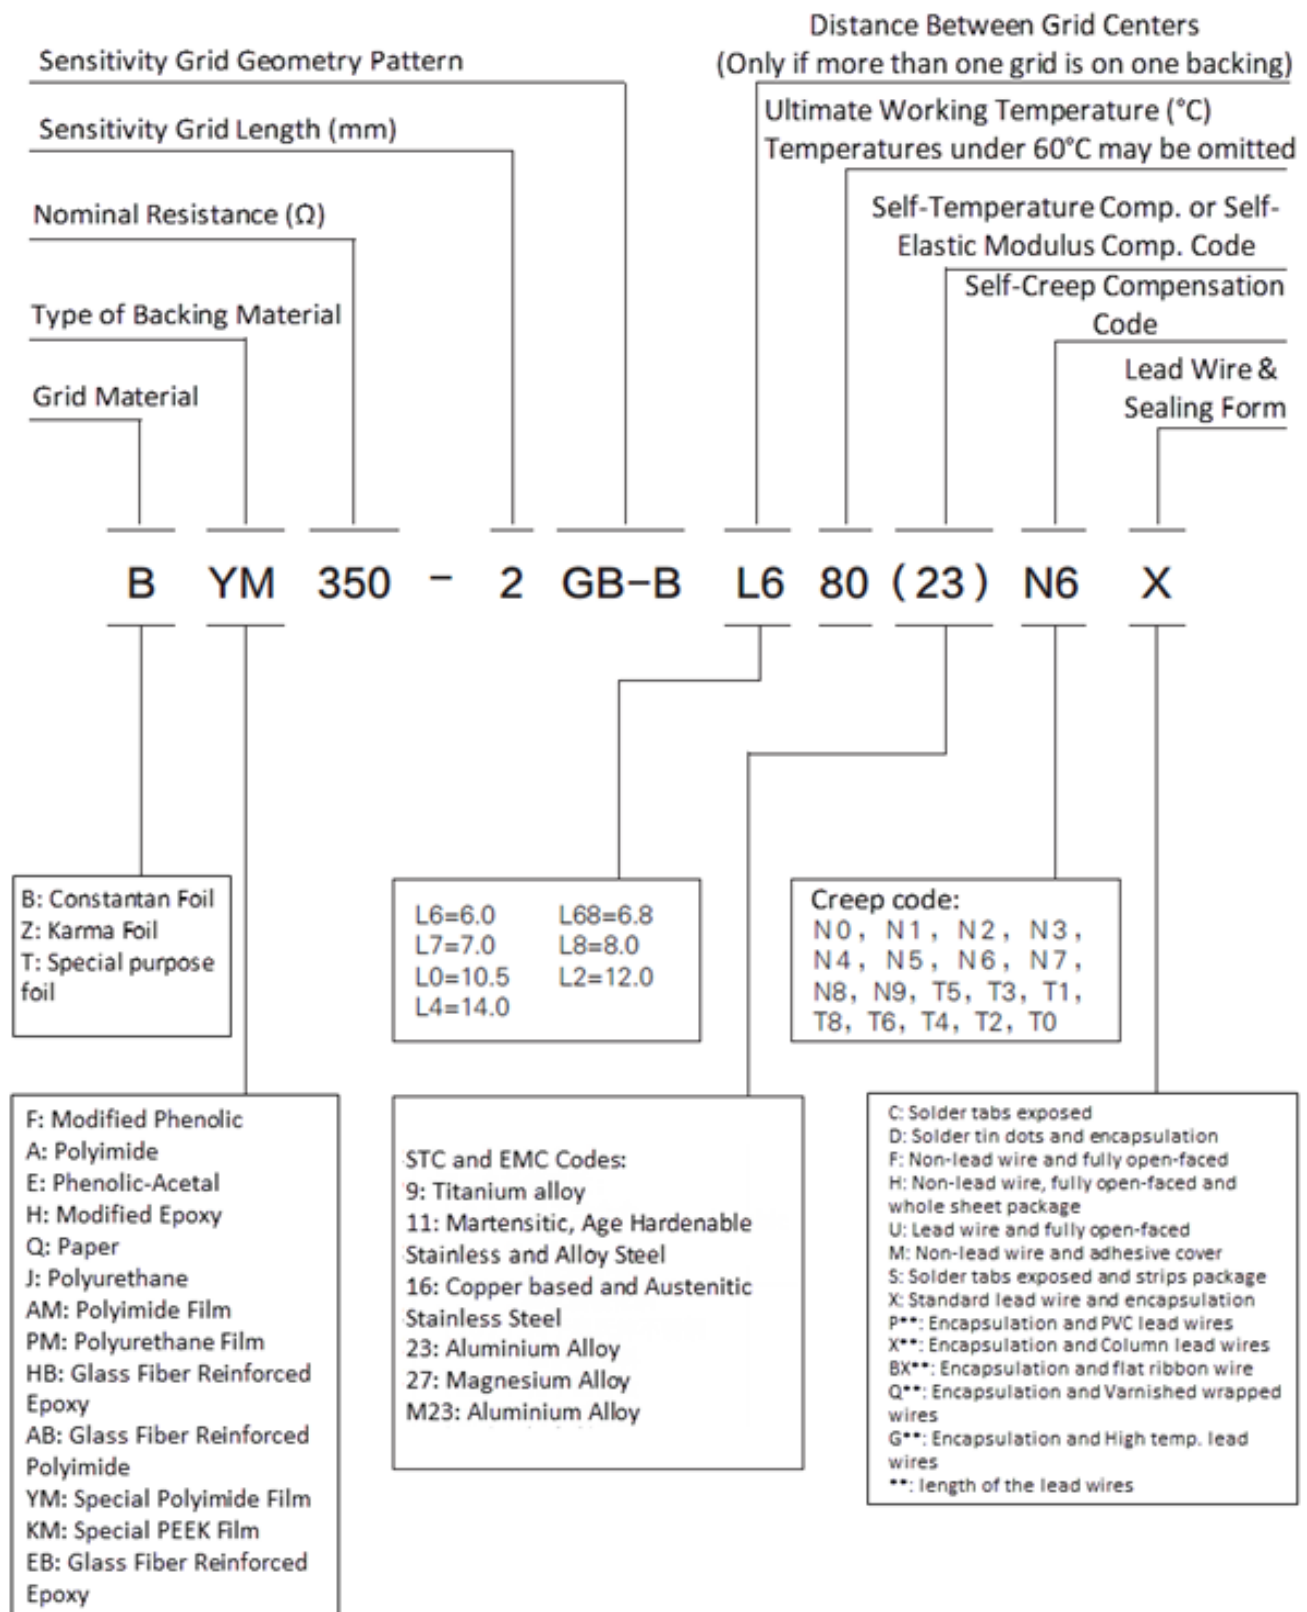 Distance Between Grid Centers
(Only if more than one grid is on one backing)
Sensitivity Grid Geometry Pattern
Ultimate Working Temperature (°C)
Temperatures under 60°C may be omitted
Sensitivity Grid Length (mm)
Self-Temperature Comp. or Self-
Elastic Modulus Comp. Code
Nominal Resistance (Ω)
Self-Creep Compensation
Code
Type of Backing Material
Lead Wire &
Sealing Form
Grid Material
B YM 350 - 2 GB-B L6 80 (23) N6 X
B: Constantan Foil
Z: Karma Foil
T: Special purpose
foil
L6=6.0 L68=6.8
L7=7.0 L8=8.0
L0=10.5 L2=12.0
L4=14.0
Creep code:
N0, N1, N2, N3,
N4, N5, N6, N7,
N8, N9, T5, T3, T1,
T8, T6, T4, T2, T0
F: Modified Phenolic
A: Polyimide
E: Phenolic-Acetal
H: Modified Epoxy
Q: Paper
J: Polyurethane
AM: Polyimide Film
PM: Polyurethane Film
HB: Glass Fiber Reinforced
Epoxy
AB: Glass Fiber Reinforced
Polyimide
YM: Special Polyimide Film
KM: Special PEEK Film
EB: Glass Fiber Reinforced
Epoxy
STC and EMC Codes:
9: Titanium alloy
11: Martensitic, Age Hardenable
Stainless and Alloy Steel
16: Copper based and Austenitic
Stainless Steel
23: Aluminium Alloy
27: Magnesium Alloy
M23: Aluminium Alloy
C: Solder tabs exposed
D: Solder tin dots and encapsulation
F: Non-lead wire and fully open-faced
H: Non-lead wire, fully open-faced and
whole sheet package
U: Lead wire and fully open-faced
M: Non-lead wire and adhesive cover
S: Solder tabs exposed and strips package
X: Standard lead wire and encapsulation
P**: Encapsulation and PVC lead wires
X**: Encapsulation and Column lead wires
BX**: Encapsulation and flat ribbon wire
Q**: Encapsulation and Varnished wrapped
wires
G**: Encapsulation and High temp. lead
wires
**: length of the lead wires